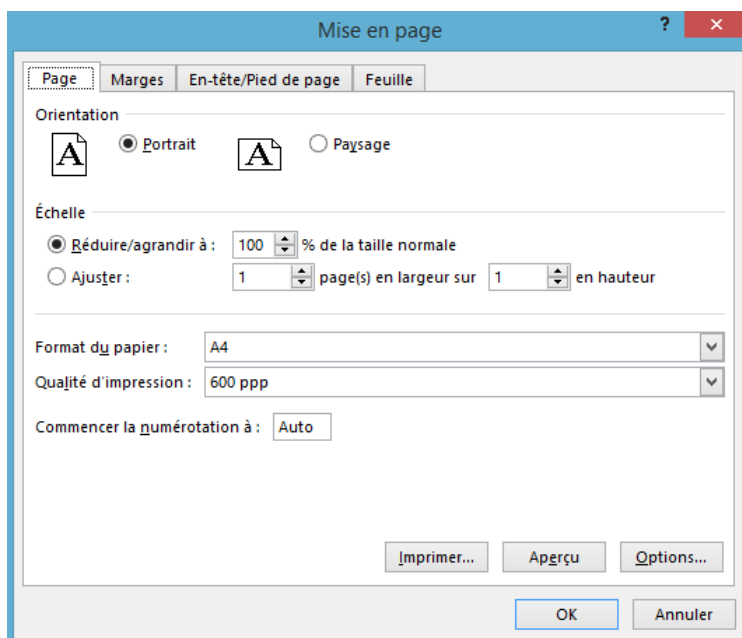 Mise en page ?
Page Marges En-tête/Pied de page Feuille
Orientation
A Portrait A Paysage
Échelle
Réduire/agrandir à : 100 % de la taille normale
Ajuster : 1 page(s) en largeur sur 1 en hauteur
Format du papier : A4
Qualité d'impression : 600 ppp
Commencer la numérotation à : Auto
Imprimer... Aperçu Options...
OK Annuler